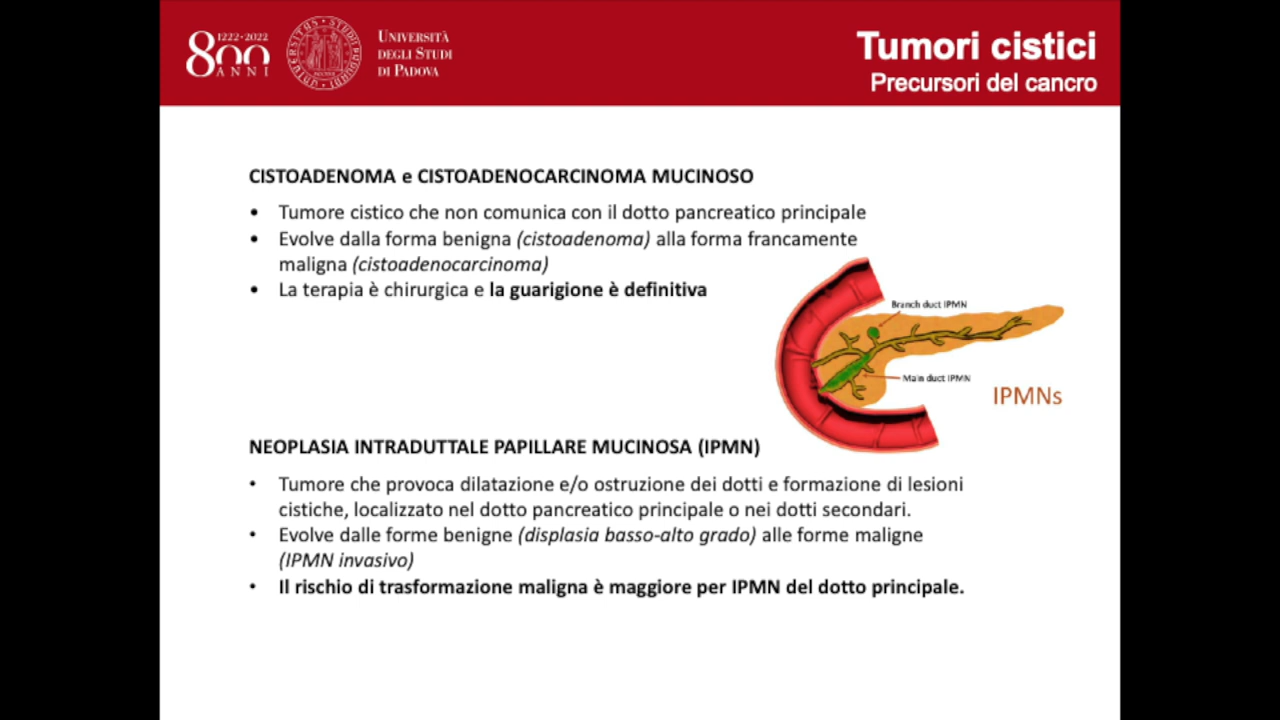 1222•2022
800
ANNI
UNIVERSITÀ
DEGLI STUDI
DI PADOVA
Tumori cistici
Precursori del cancro
CISTOADENOMA e CISTOADENOCARCINOMA MUCINOSO
• Tumore cistico che non comunica con il dotto pancreatico principale
• Evolve dalla forma benigna (cistoadenoma) alla forma francamente
maligna (cistoadenocarcinoma)
• La terapia è chirurgica e la guarigione è definitiva
Branch duct IPMN
Main duct IPMN
IPMNs
NEOPLASIA INTRADUTTALE PAPILLARE MUCINOSA (IPMN)
• Tumore che provoca dilatazione e/o ostruzione dei dotti e formazione di lesioni
cistiche, localizzato nel dotto pancreatico principale o nei dotti secondari.
• Evolve dalle forme benigne (displasia basso-alto grado) alle forme maligne
(IPMN invasivo)
• Il rischio di trasformazione maligna è maggiore per IPMN del dotto principale.